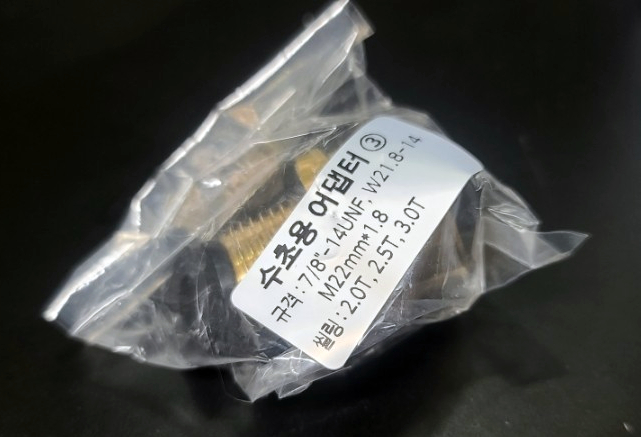 수초용 어댑터 ③
규격 : 7/8"-14UNF, W21.8-14
M22mm*1.8
씰링 : 2.0T, 2.5T, 3.0T